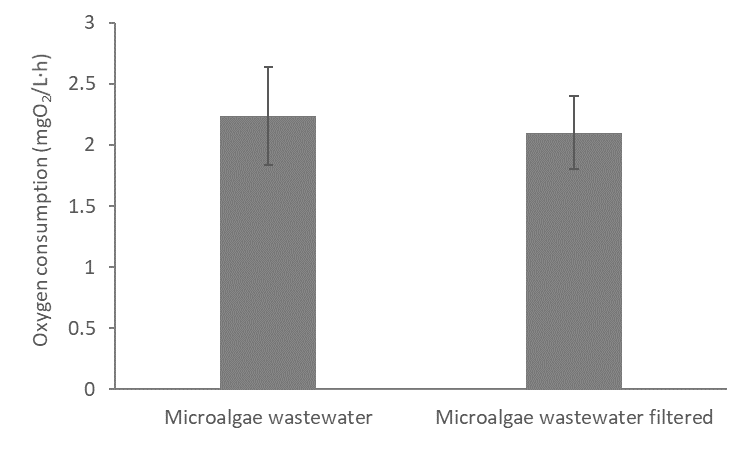 3
2.5
2
1.5
1
0.5
0
Oxygen consumption (mgO₂/L·h)
Microalgae wastewater
Microalgae wastewater filtered